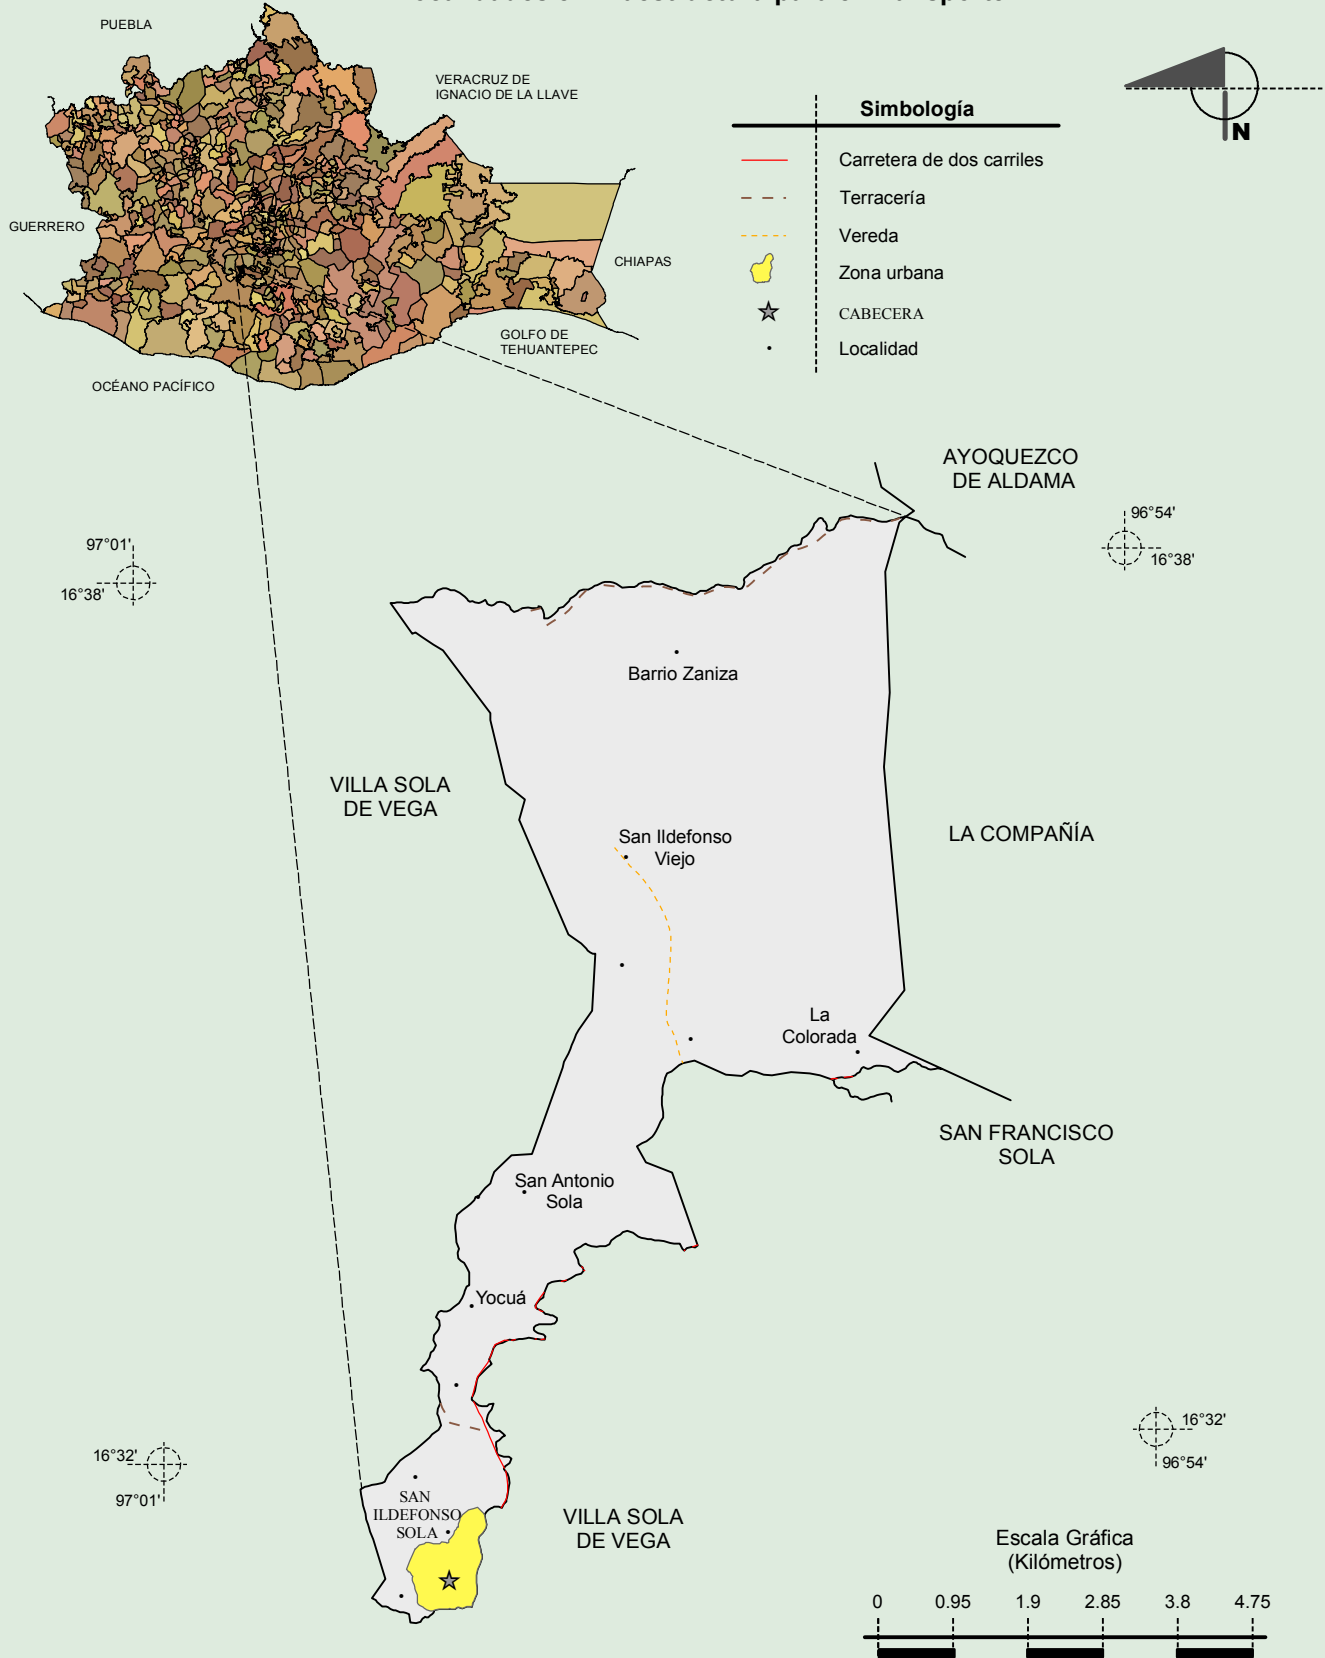 PUEBLA
VERACRUZ DE
IGNACIO DE LA LLAVE
GUERRERO
CHIAPAS
GOLFO DE
TEHUANTEPEC
OCÉANO PACÍFICO
Simbología
Carretera de dos carriles
Terracería
Vereda
Zona urbana
CABECERA
Localidad
N
AYOQUEZCO
DE ALDAMA
97°01'
16°38'
96°54'
16°38'
Barrio Zaniza
VILLA SOLA
DE VEGA
San Ildefonso
Viejo
LA COMPAÑÍA
La
Colorada
SAN FRANCISCO
SOLA
San Antonio
Sola
Yocuá
16°32'
97°01'
16°32'
96°54'
SAN
ILDEFONSO
SOLA
VILLA SOLA
DE VEGA
Escala Gráfica
(Kilómetros)
0 0.95 1.9 2.85 3.8 4.75